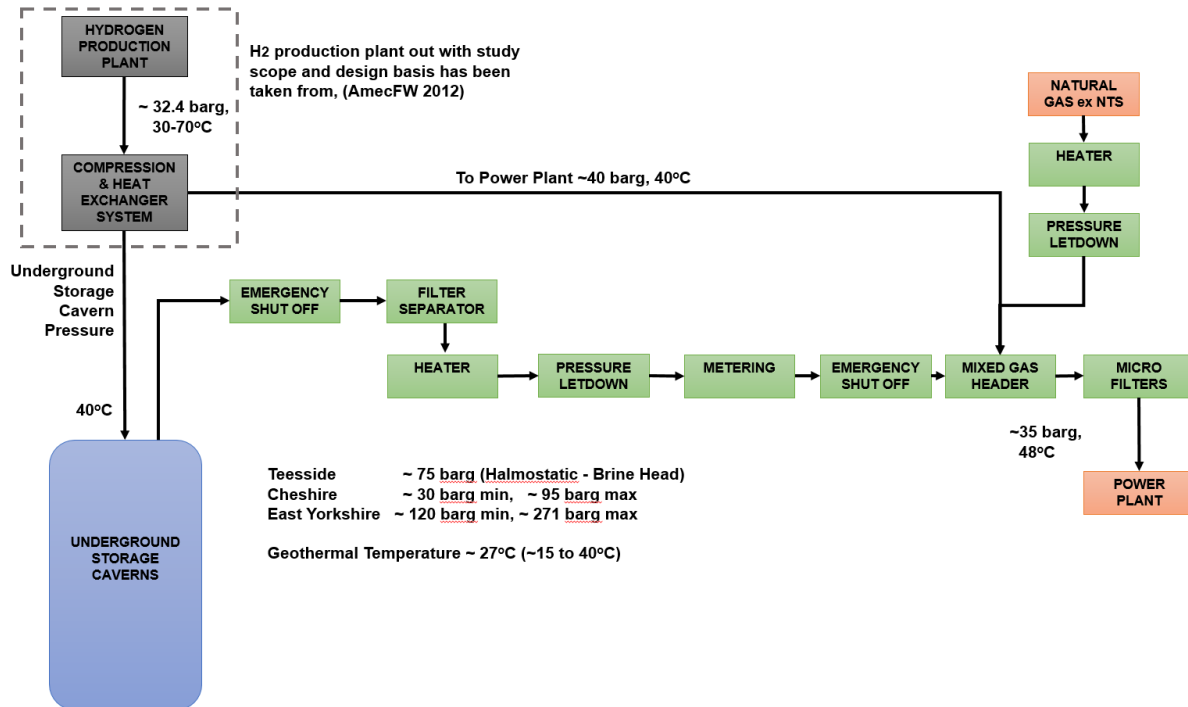 HYDROGEN
PRODUCTION
PLANT
H2 production plant out with study
scope and design basis has been
taken from, (AmecFW 2012)
~ 32.4 barg,
30-70°C
COMPRESSION
& HEAT
EXCHANGER
SYSTEM
To Power Plant ~40 barg, 40°C
NATURAL
GAS ex NTS
HEATER
PRESSURE
LETDOWN
Underground
Storage
Cavern
Pressure
40°C
EMERGENCY
SHUT OFF
FILTER
SEPARATOR
HEATER
PRESSURE
LETDOWN
METERING
EMERGENCY
SHUT OFF
MIXED GAS
HEADER
MICRO
FILTERS
~35 barg,
48°C
POWER
PLANT
Teesside ~ 75 barg (Halmostatic - Brine Head)
Cheshire ~ 30 barg min, ~ 95 barg max
East Yorkshire ~ 120 barg min, ~ 271 barg max
Geothermal Temperature ~ 27°C (~15 to 40°C)
UNDERGROUND
STORAGE
CAVERNS